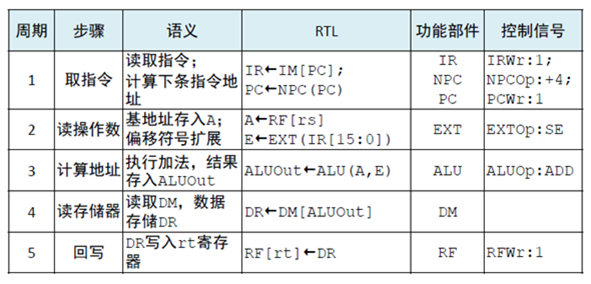 周期 步骤 语义 RTL 功能部件 控制信号
1 取指令 读取指令;
计算下条指令地
址 IR←IM[PC];
PC←NPC(PC) IR
NPC
PC IRWr:1;
NPCOp:+4;
PCWr:1
2 读操作数 基地址存入A;
偏移符号扩展 A←RF[rs]
E←EXT(IR[15:0]) EXT EXTOp:SE
3 计算地址 执行加法,结果
存入ALUOut ALUOut←ALU(A,E) ALU ALUOp:ADD
4 读存储器 读取DM,数据
存储DR DR←DM[ALUOut] DM
5 回写 DR写入rt寄存
器 RF[rt]←DR RF RFWr:1